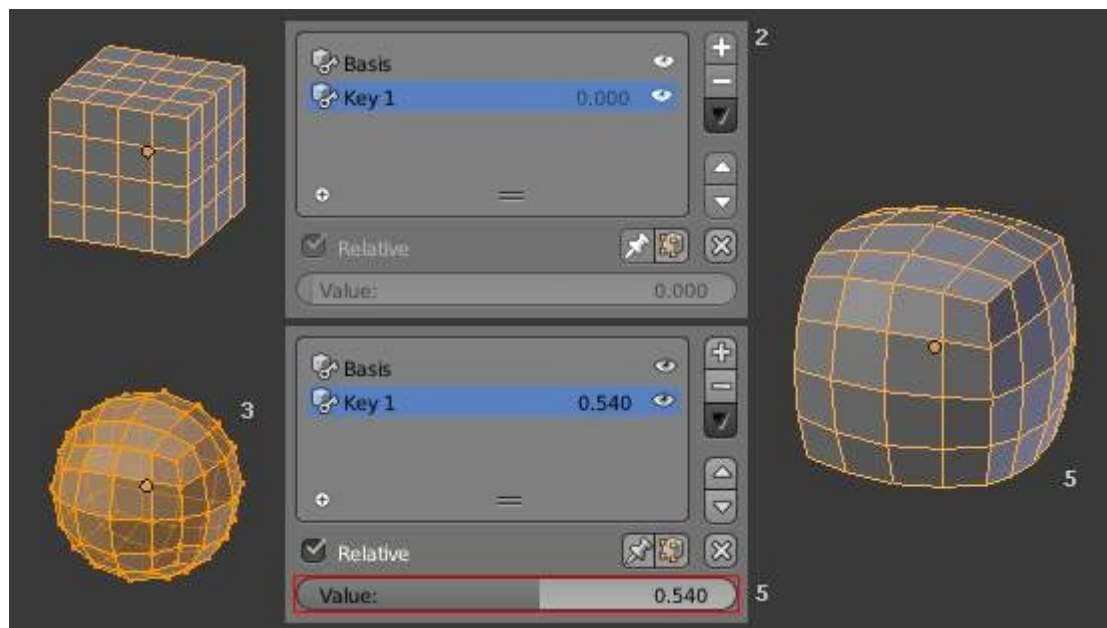 2
Basis
Key 1 0.000
Relative
Value: 0.000
3
Basis
Key 1 0.540
Relative
Value: 0.540
5
5